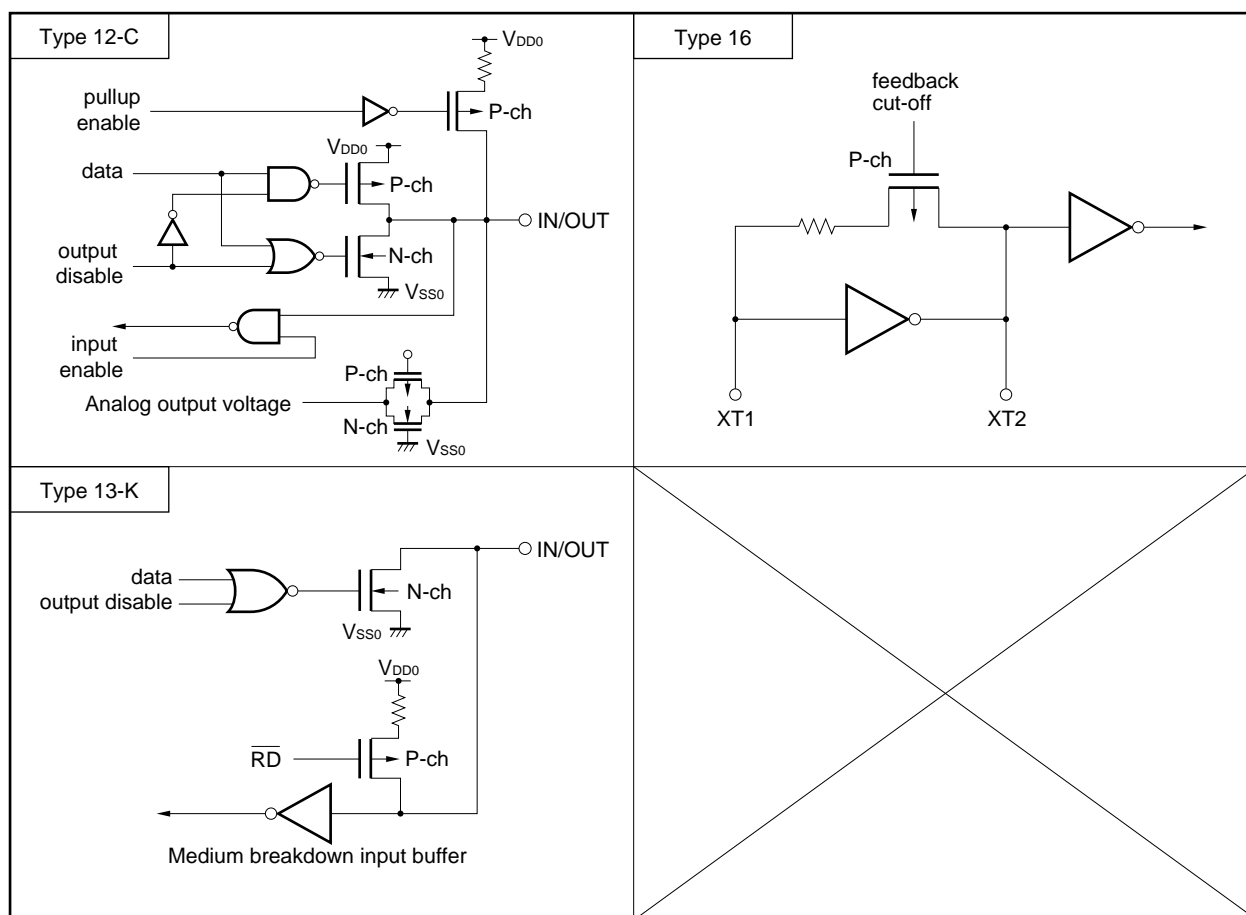 Type 12-C
VDD0
pullup
enable
P-ch
VDD0
data
P-ch
IN/OUT
output
disable
N-ch
VSS0
input
enable
P-ch
Analog output voltage
N-ch
VSS0
Type 16
feedback
cut-off
P-ch
XT1
XT2
Type 13-K
IN/OUT
data
output disable
N-ch
VSS0
VDD0
RD
P-ch
Medium breakdown input buffer